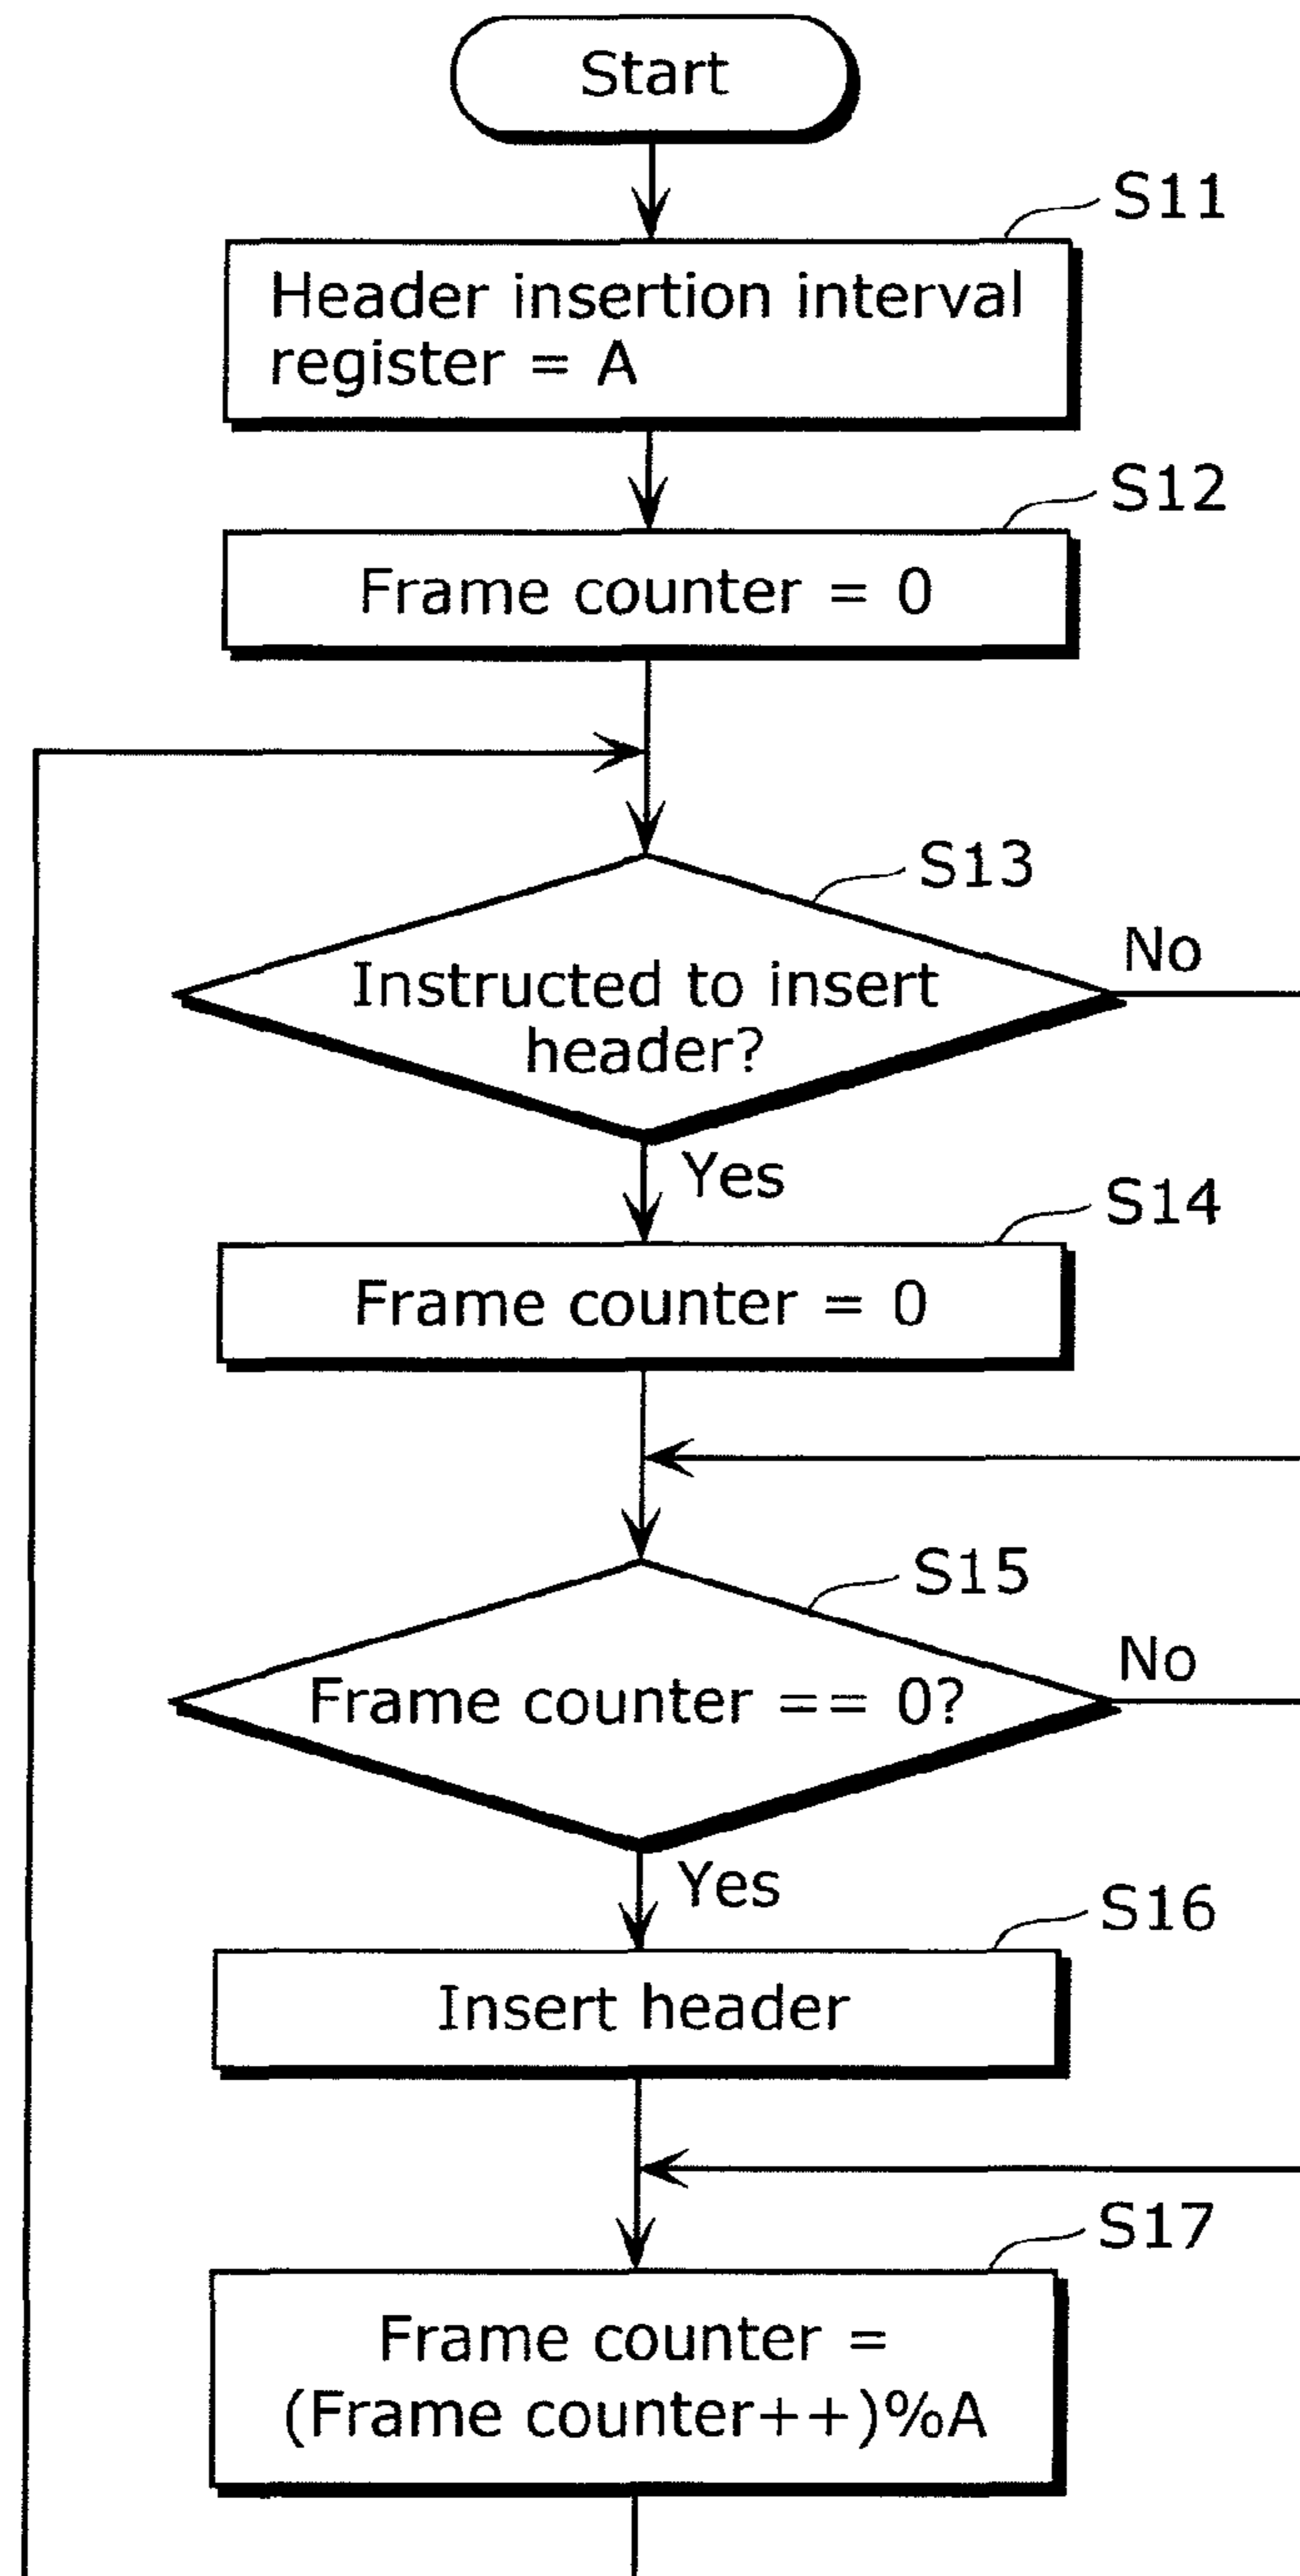 Start
S11
Header insertion interval
register = A
S12
Frame counter = 0
S13
Instructed to insert
header?
No
Yes
S14
Frame counter = 0
S15
Frame counter == 0?
No
Yes
S16
Insert header
S17
Frame counter =
(Frame counter++)%A